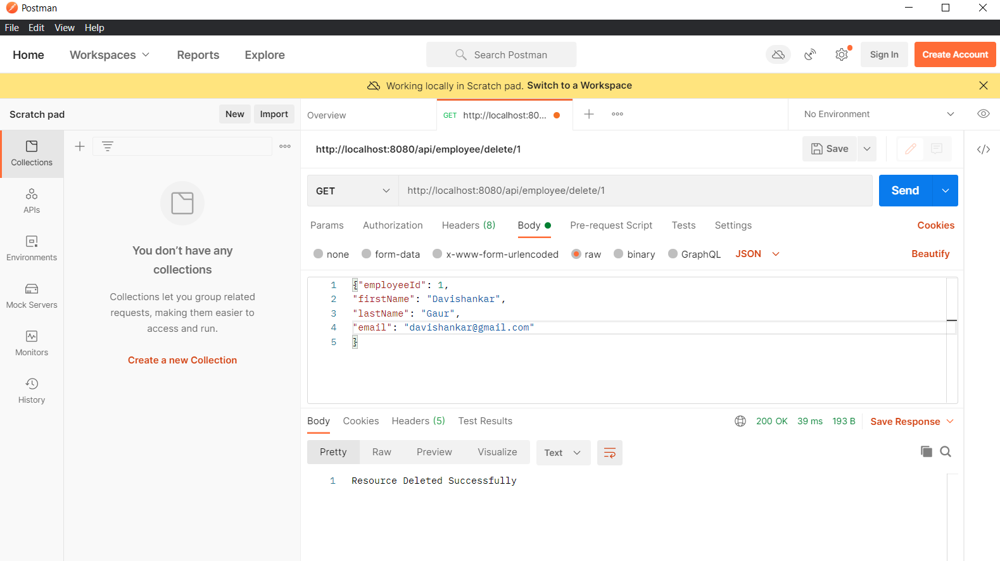 Postman
File Edit View Help
Home Workspaces Reports Explore Search Postman Sign In Create Account
Working locally in Scratch pad. Switch to a Workspace
Scratch pad New Import Overview GET http://localhost:80... No Environment
Collections
APIs
Environments
Mock Servers
Monitors
History
You don’t have any
collections
Collections let you group related
requests, making them easier to
access and run.
Create a new Collection
http://localhost:8080/api/employee/delete/1 Save
GET http://localhost:8080/api/employee/delete/1 Send
Params Authorization Headers (8) Body Pre-request Script Tests Settings Cookies
none form-data x-www-form-urlencoded raw binary GraphQL JSON Beautify
1 {"employeeId": 1,
2 "firstName": "Davishankar",
3 "lastName": "Gaur",
4 "email": "davishankar@gmail.com"
5 }
Body Cookies Headers (5) Test Results 200 OK 39 ms 193 B Save Response
Pretty Raw Preview Visualize Text
1 Resource Deleted Successfully